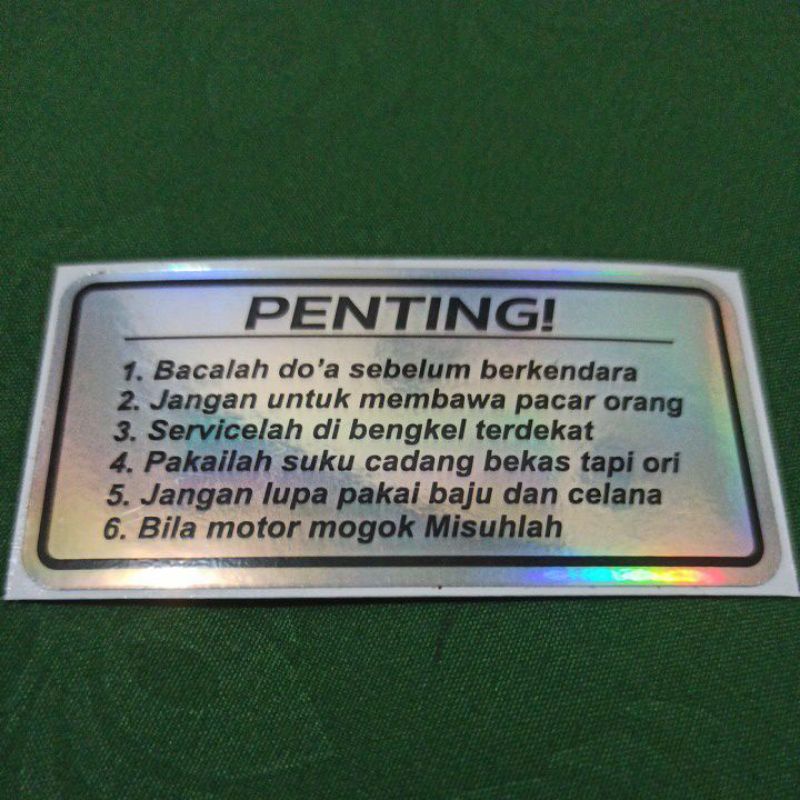 PENTING!
1. Bacalah do'a sebelum berkendara
2. Jangan untuk membawa pacar orang
3. Servicelah di bengkel terdekat
4. Pakailah suku cadang bekas tapi ori
5. Jangan lupa pakai baju dan celana
6. Bila motor mogok Misuhlah